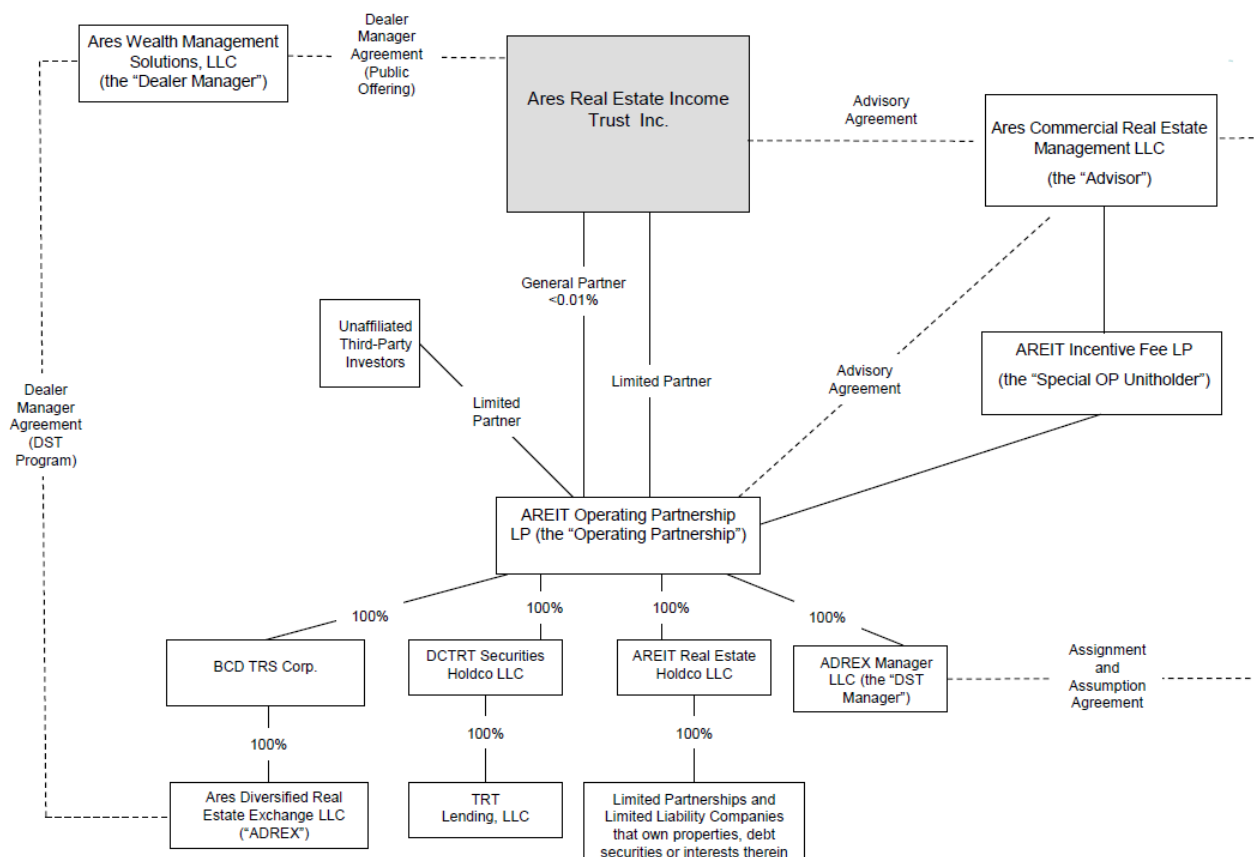 Ares Wealth Management
Solutions, LLC
(the “Dealer Manager”)
Dealer
Manager
Agreement
(Public
Offering)
Ares Real Estate Income
Trust Inc.
Advisory
Agreement
Ares Commercial Real Estate
Management LLC
(the “Advisor”)
General Partner
<0.01%
Unaffiliated
Third-Party
Investors
Limited Partner
Advisory
Agreement
AREIT Incentive Fee LP
(the “Special OP Unitholder”)
Dealer
Manager
Agreement
(DST
Program)
Limited
Partner
AREIT Operating Partnership
LP (the “Operating Partnership”)
100%
100%
100%
100%
BCD TRS Corp.
DCTRT Securities
Holdco LLC
AREIT Real Estate
Holdco LLC
ADREX Manager
LLC (the “DST
Manager”)
Assignment
and
Assumption
Agreement
100%
100%
100%
Ares Diversified Real
Estate Exchange LLC
(“ADREX”)
TRT
Lending, LLC
Limited Partnerships and
Limited Liability Companies
that own properties, debt
securities or interests therein